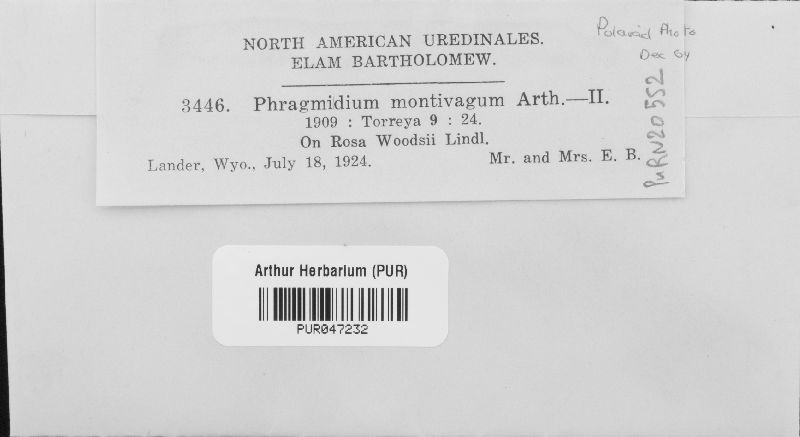 NORTH AMERICAN UREDINALES.
ELAM BARTHOLOMEW.
3446. Phragmidium montivagum Arth.—II.
1909 : Torreya 9 : 24.
On Rosa Woodsii Lindl.
Lander, Wyo., July 18, 1924. Mr. and Mrs. E. B.
Polaroid Photo
Dec 64
PURN20552
Arthur Herbarium (PUR)
PUR047232